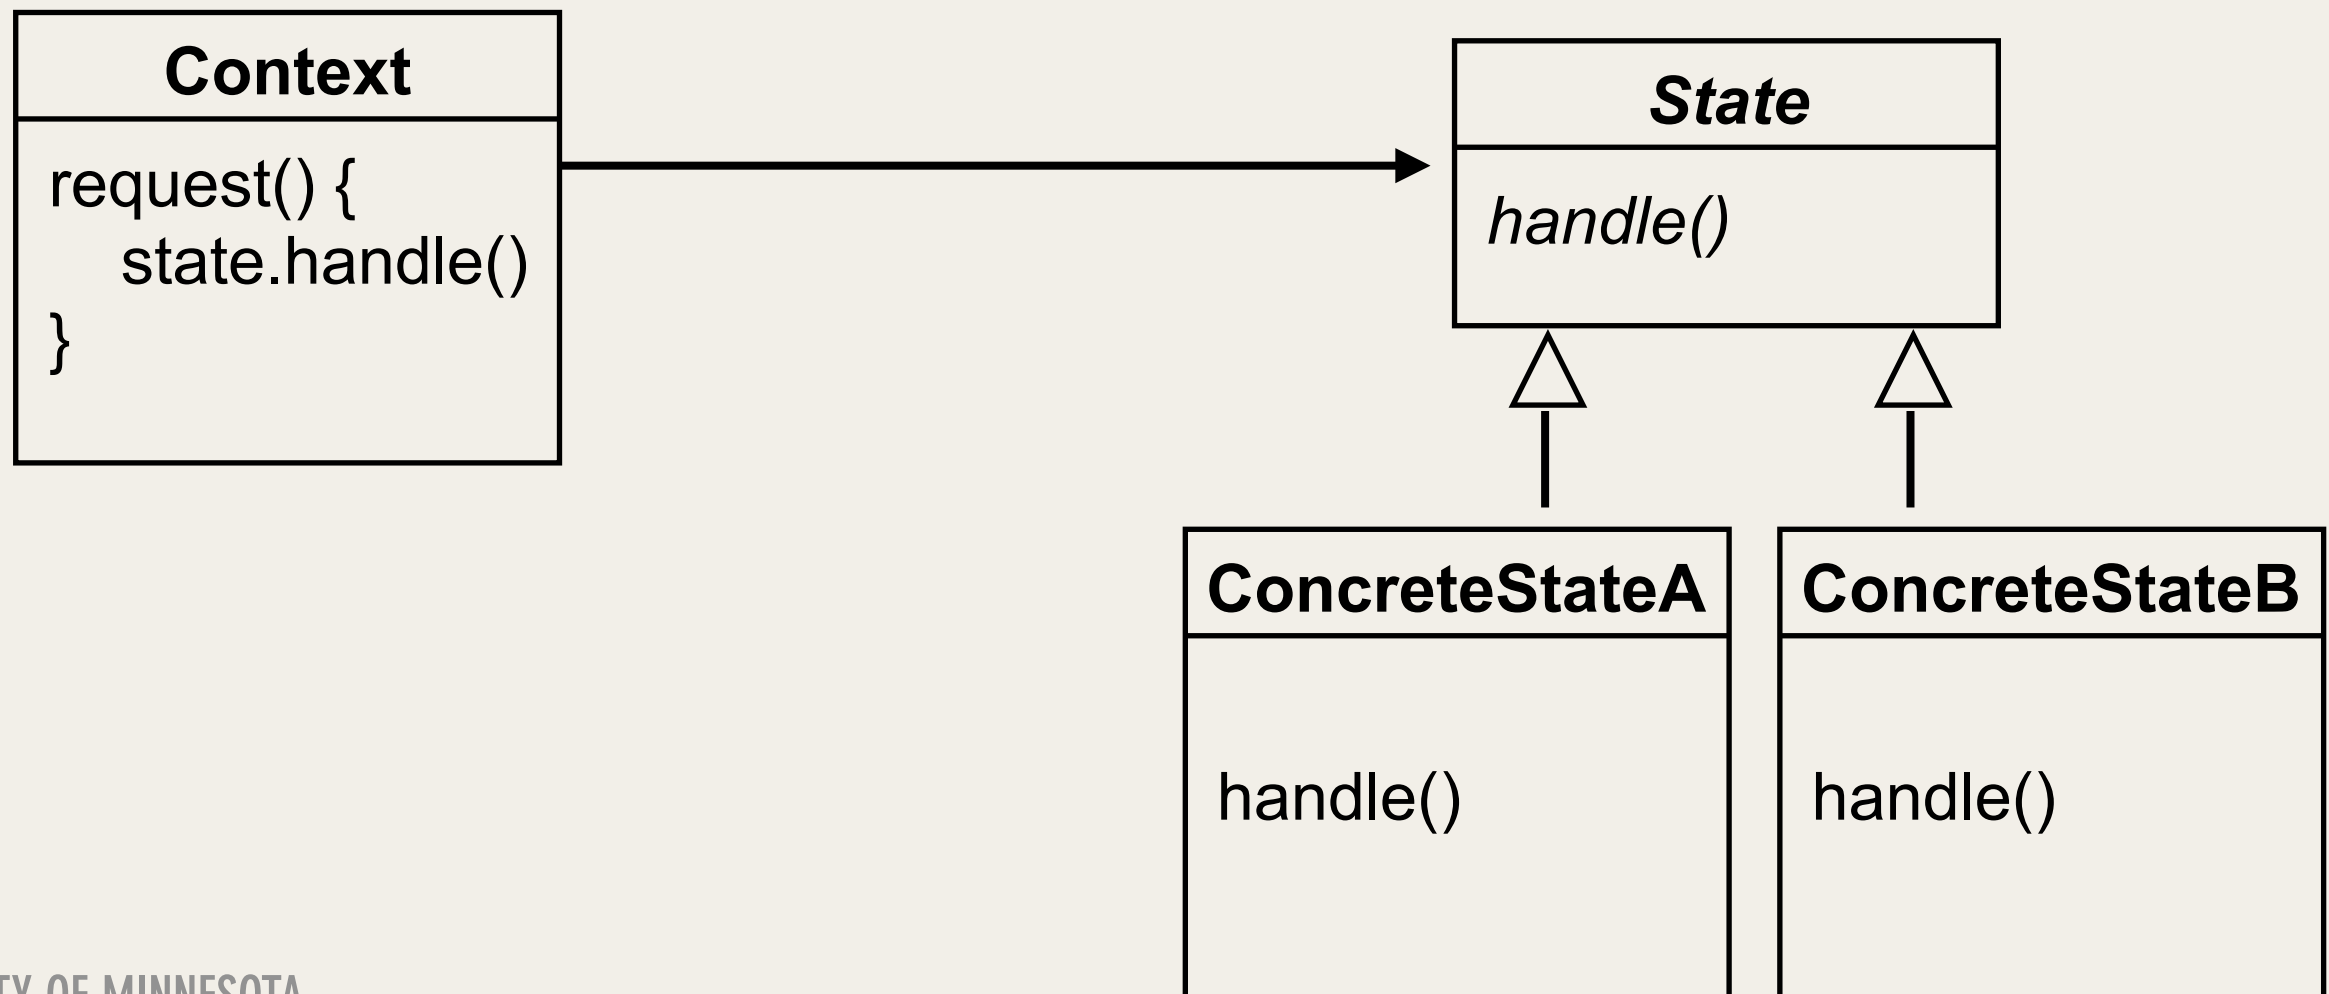 Context
request() {
state.handle()
}
State
handle()
ConcreteStateA
handle()
ConcreteStateB
handle()
TY OF MINNESOTA